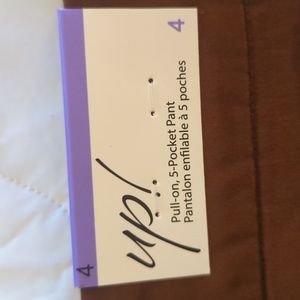 4
up!
Pull-on, 5-Pocket Pant
Pantalon enfilable à 5 poches
4